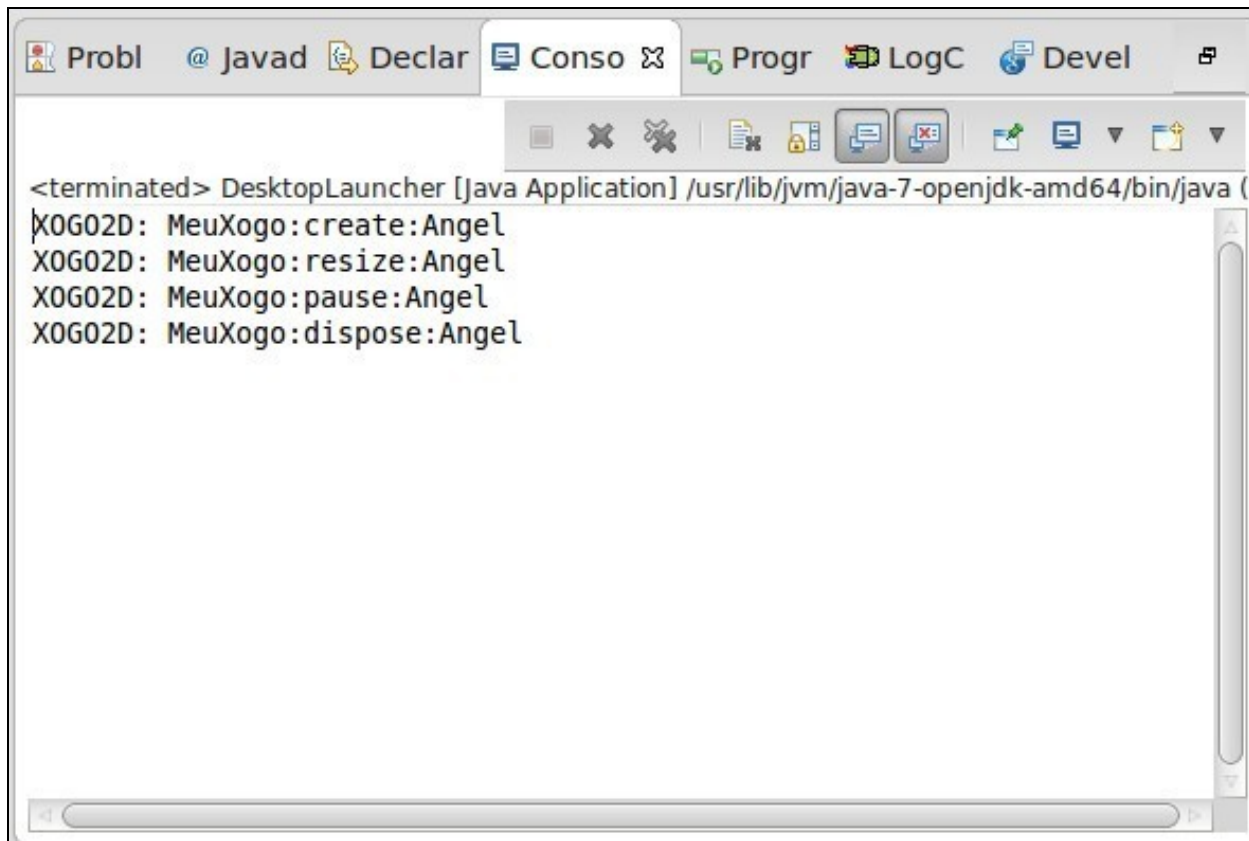 Probl @ Javad Declar Conso Progr LogC Devel
<terminated> DesktopLauncher [Java Application] /usr/lib/jvm/java-7-openjdk-amd64/bin/java (
XOGO2D: MeuXogo:create:Angel
XOGO2D: MeuXogo:resize:Angel
XOGO2D: MeuXogo:pause:Angel
XOGO2D: MeuXogo:dispose:Angel